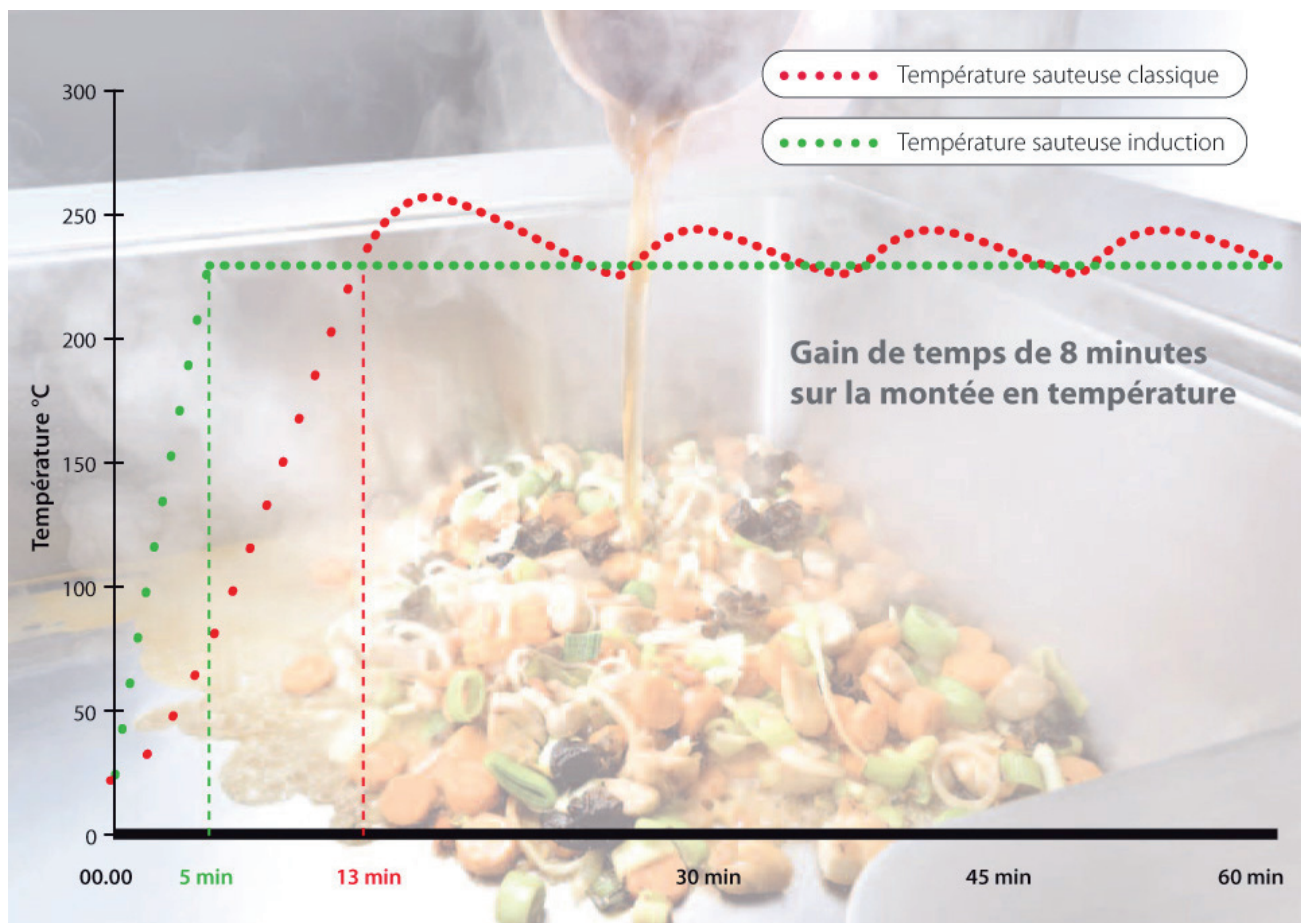 Température sauteuse classique
Température sauteuse induction
300
250
200
150
100
50
0
Température °C
Gain de temps de 8 minutes
sur la montée en température
00.00 5 min 13 min 30 min 45 min 60 min